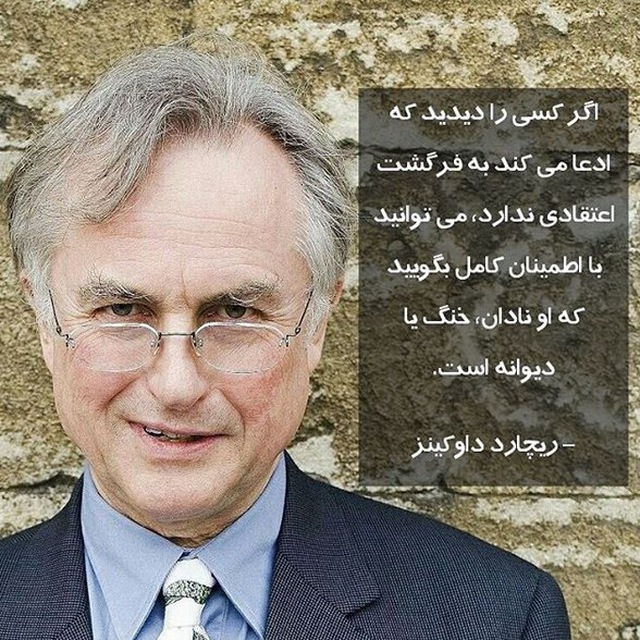 اگر کسی را دیدید که
ادعا می کند به فرگشت
اعتقادی ندارد، می توانید
با اطمینان کامل بگویید
که او نادان، خنگ یا
دیوانه است.
– ریچارد داوکینز